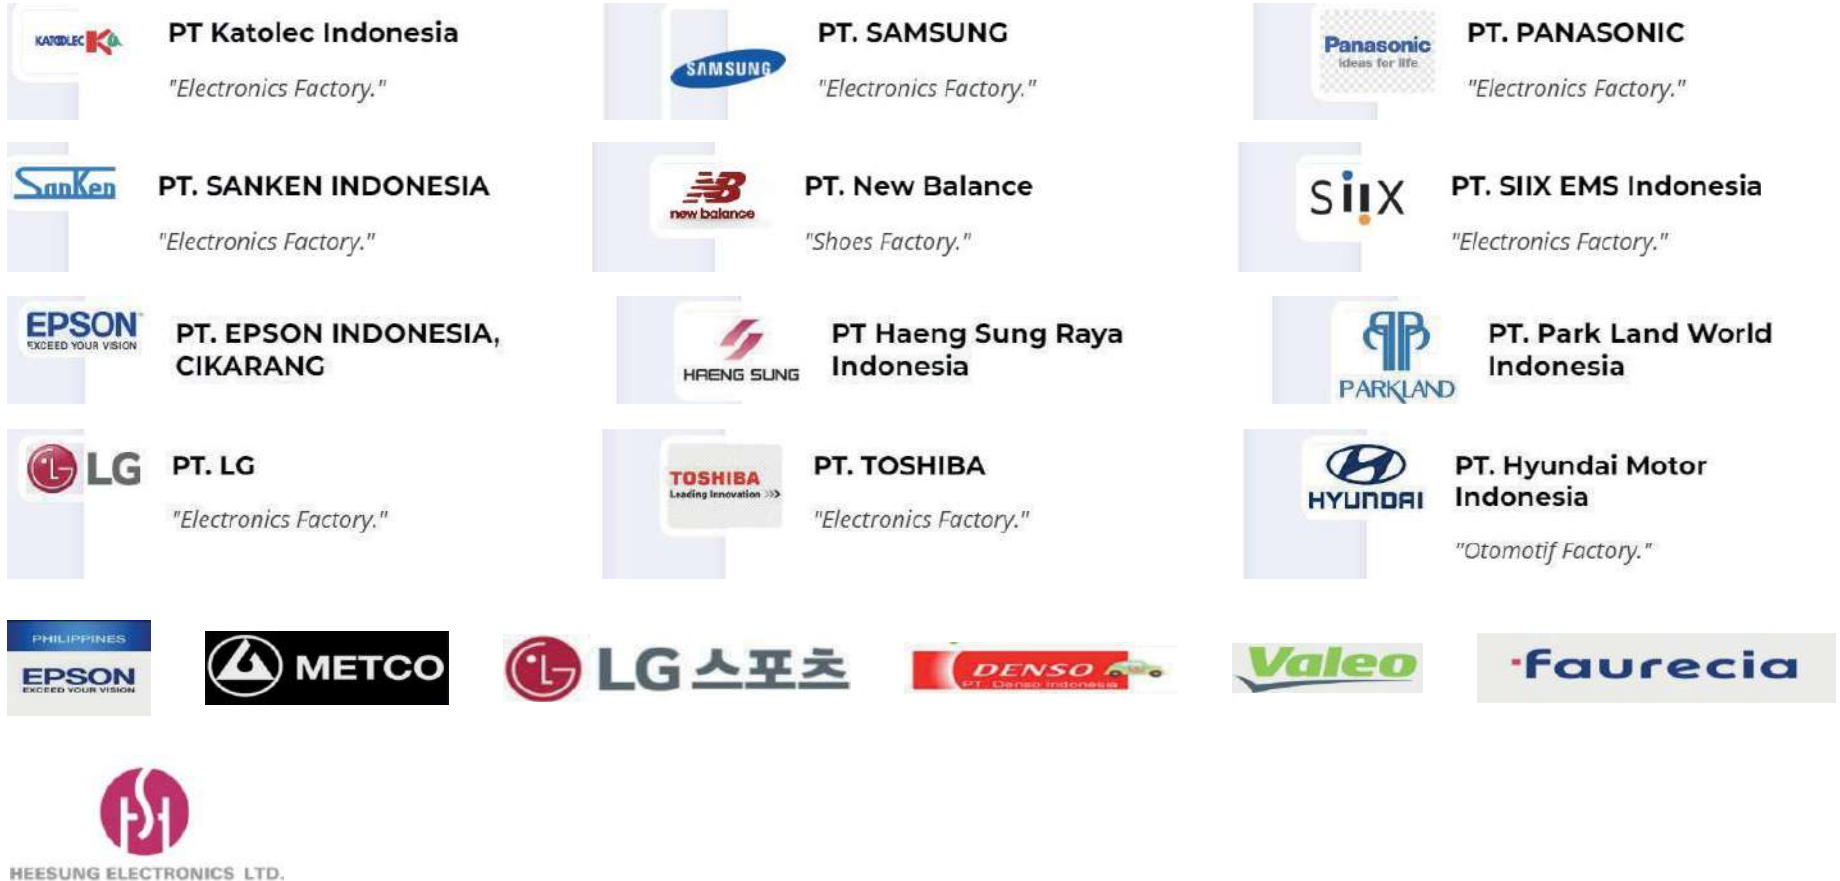 KATOLEC
PT Katolec Indonesia
"Electronics Factory."
SAMSUNG
PT. SAMSUNG
"Electronics Factory."
Panasonic
ideas for life
PT. PANASONIC
"Electronics Factory."
SanKen
PT. SANKEN INDONESIA
"Electronics Factory."
NB
new balance
PT. New Balance
"Shoes Factory."
SIIX
PT. SIIX EMS Indonesia
"Electronics Factory."
EPSON
EXCEED YOUR VISION
PT. EPSON INDONESIA,
CIKARANG
HAENG SUNG
PT Haeng Sung Raya
Indonesia
PARKLAND
PT. Park Land World
Indonesia
LG
PT. LG
"Electronics Factory."
TOSHIBA
Leading Innovation >>>
PT. TOSHIBA
"Electronics Factory."
HYUNDAI
PT. Hyundai Motor
Indonesia
"Otomotif Factory."
PHILIPPINES
EPSON
EXCEED YOUR VISION
METCO
LG 스포츠
DENSO
PT. Denso Indonesia
Valeo
faurecia
HEESUNG ELECTRONICS LTD.